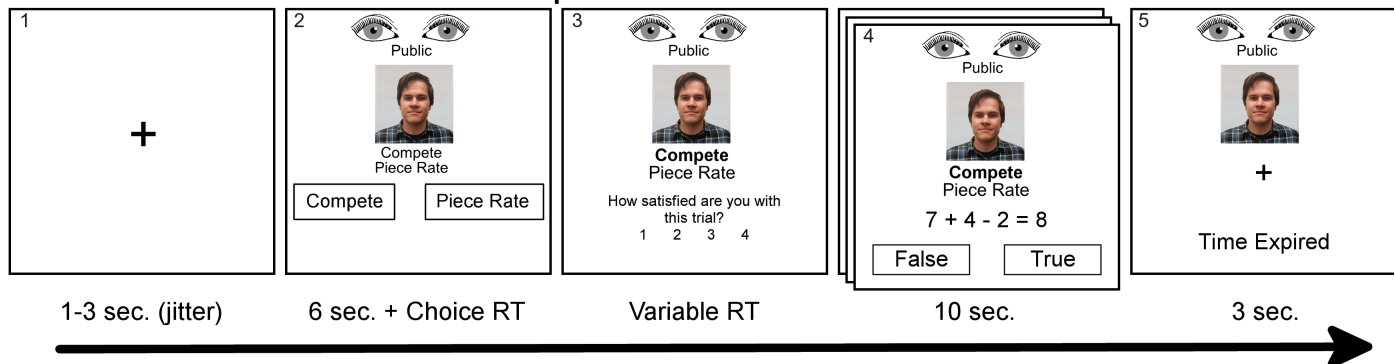 1
+
1-3 sec. (jitter)
2
Public
Compete
Piece Rate
Compete Piece Rate
6 sec. + Choice RT
3
Public
Compete
Piece Rate
How satisfied are you with
this trial?
1 2 3 4
Variable RT
4
Public
Compete
Piece Rate
7 + 4 - 2 = 8
False True
10 sec.
5
Public
+
Time Expired
3 sec.